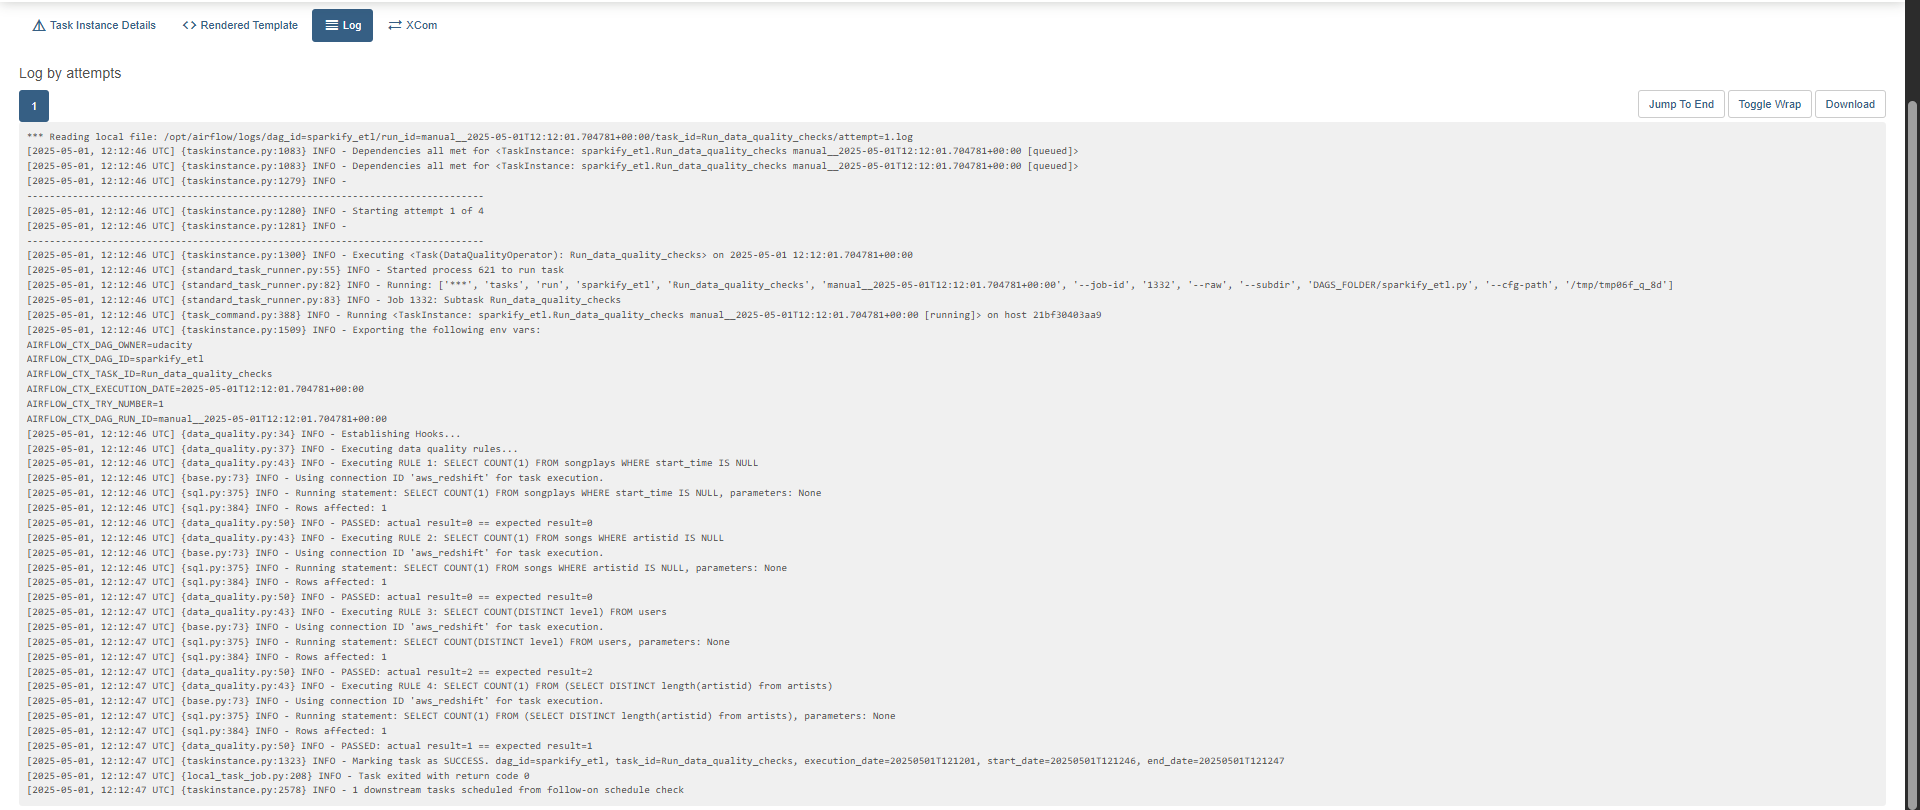 Task Instance Details <> Rendered Template Log XCom
Log by attempts
1
Jump To End Toggle Wrap Download
*** Reading local file: /opt/airflow/logs/dag_id=sparkify_etl/run_id=manual__2025-05-01T12:12:01.704781+00:00/task_id=Run_data_quality_checks/attempt=1.log
[2025-05-01, 12:12:46 UTC] {taskinstance.py:1083} INFO - Dependencies all met for <TaskInstance: sparkify_etl.Run_data_quality_checks manual__2025-05-01T12:12:01.704781+00:00 [queued]>
[2025-05-01, 12:12:46 UTC] {taskinstance.py:1083} INFO - Dependencies all met for <TaskInstance: sparkify_etl.Run_data_quality_checks manual__2025-05-01T12:12:01.704781+00:00 [queued]>
[2025-05-01, 12:12:46 UTC] {taskinstance.py:1279} INFO -
--------------------------------------------------------------------------------
[2025-05-01, 12:12:46 UTC] {taskinstance.py:1280} INFO - Starting attempt 1 of 4
[2025-05-01, 12:12:46 UTC] {taskinstance.py:1281} INFO -
--------------------------------------------------------------------------------
[2025-05-01, 12:12:46 UTC] {taskinstance.py:1300} INFO - Executing <Task(DataQualityOperator): Run_data_quality_checks> on 2025-05-01 12:12:01.704781+00:00
[2025-05-01, 12:12:46 UTC] {standard_task_runner.py:55} INFO - Started process 621 to run task
[2025-05-01, 12:12:46 UTC] {standard_task_runner.py:82} INFO - Running: ['***', 'tasks', 'run', 'sparkify_etl', 'Run_data_quality_checks', 'manual__2025-05-01T12:12:01.704781+00:00', '--job-id', '1332', '--raw', '--subdir', 'DAGS_FOLDER/sparkify_etl.py', '--cfg-path', '/tmp/tmp06f_q_8d']
[2025-05-01, 12:12:46 UTC] {standard_task_runner.py:83} INFO - Job 1332: Subtask Run_data_quality_checks
[2025-05-01, 12:12:46 UTC] {task_command.py:388} INFO - Running <TaskInstance: sparkify_etl.Run_data_quality_checks manual__2025-05-01T12:12:01.704781+00:00 [running]> on host 21bf30403aa9
[2025-05-01, 12:12:46 UTC] {taskinstance.py:1509} INFO - Exporting the following env vars:
AIRFLOW_CTX_DAG_OWNER=udacity
AIRFLOW_CTX_DAG_ID=sparkify_etl
AIRFLOW_CTX_TASK_ID=Run_data_quality_checks
AIRFLOW_CTX_EXECUTION_DATE=2025-05-01T12:12:01.704781+00:00
AIRFLOW_CTX_TRY_NUMBER=1
AIRFLOW_CTX_DAG_RUN_ID=manual__2025-05-01T12:12:01.704781+00:00
[2025-05-01, 12:12:46 UTC] {data_quality.py:34} INFO - Establishing Hooks...
[2025-05-01, 12:12:46 UTC] {data_quality.py:37} INFO - Executing data quality rules...
[2025-05-01, 12:12:46 UTC] {data_quality.py:43} INFO - Executing RULE 1: SELECT COUNT(1) FROM songplays WHERE start_time IS NULL
[2025-05-01, 12:12:46 UTC] {base.py:73} INFO - Using connection ID 'aws_redshift' for task execution.
[2025-05-01, 12:12:46 UTC] {sql.py:375} INFO - Running statement: SELECT COUNT(1) FROM songplays WHERE start_time IS NULL, parameters: None
[2025-05-01, 12:12:46 UTC] {sql.py:384} INFO - Rows affected: 1
[2025-05-01, 12:12:46 UTC] {data_quality.py:50} INFO - PASSED: actual result=0 == expected result=0
[2025-05-01, 12:12:46 UTC] {data_quality.py:43} INFO - Executing RULE 2: SELECT COUNT(1) FROM songs WHERE artistid IS NULL
[2025-05-01, 12:12:46 UTC] {base.py:73} INFO - Using connection ID 'aws_redshift' for task execution.
[2025-05-01, 12:12:46 UTC] {sql.py:375} INFO - Running statement: SELECT COUNT(1) FROM songs WHERE artistid IS NULL, parameters: None
[2025-05-01, 12:12:47 UTC] {sql.py:384} INFO - Rows affected: 1
[2025-05-01, 12:12:47 UTC] {data_quality.py:50} INFO - PASSED: actual result=0 == expected result=0
[2025-05-01, 12:12:47 UTC] {data_quality.py:43} INFO - Executing RULE 3: SELECT COUNT(DISTINCT level) FROM users
[2025-05-01, 12:12:47 UTC] {base.py:73} INFO - Using connection ID 'aws_redshift' for task execution.
[2025-05-01, 12:12:47 UTC] {sql.py:375} INFO - Running statement: SELECT COUNT(DISTINCT level) FROM users, parameters: None
[2025-05-01, 12:12:47 UTC] {sql.py:384} INFO - Rows affected: 1
[2025-05-01, 12:12:47 UTC] {data_quality.py:50} INFO - PASSED: actual result=2 == expected result=2
[2025-05-01, 12:12:47 UTC] {data_quality.py:43} INFO - Executing RULE 4: SELECT COUNT(1) FROM (SELECT DISTINCT length(artistid) from artists)
[2025-05-01, 12:12:47 UTC] {base.py:73} INFO - Using connection ID 'aws_redshift' for task execution.
[2025-05-01, 12:12:47 UTC] {sql.py:375} INFO - Running statement: SELECT COUNT(1) FROM (SELECT DISTINCT length(artistid) from artists), parameters: None
[2025-05-01, 12:12:47 UTC] {sql.py:384} INFO - Rows affected: 1
[2025-05-01, 12:12:47 UTC] {data_quality.py:50} INFO - PASSED: actual result=1 == expected result=1
[2025-05-01, 12:12:47 UTC] {taskinstance.py:1323} INFO - Marking task as SUCCESS. dag_id=sparkify_etl, task_id=Run_data_quality_checks, execution_date=20250501T121201, start_date=20250501T121246, end_date=20250501T121247
[2025-05-01, 12:12:47 UTC] {local_task_job.py:208} INFO - Task exited with return code 0
[2025-05-01, 12:12:47 UTC] {taskinstance.py:2578} INFO - 1 downstream tasks scheduled from follow-on schedule check